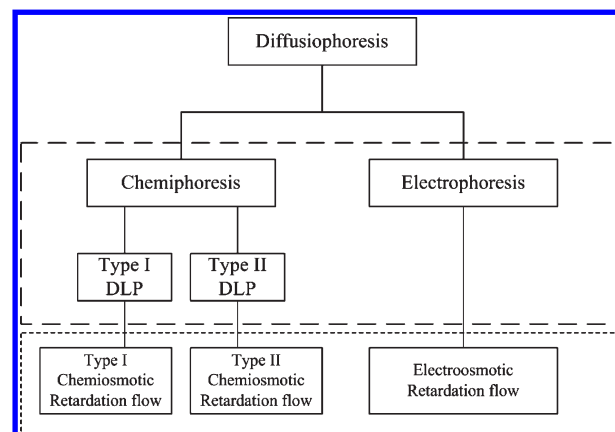 Diffusiophoresis
Chemiphoresis
Electrophoresis
Type I
DLP
Type II
DLP
Type I
Chemiosmotic
Retardation flow
Type II
Chemiosmotic
Retardation flow
Electroosmotic
Retardation flow